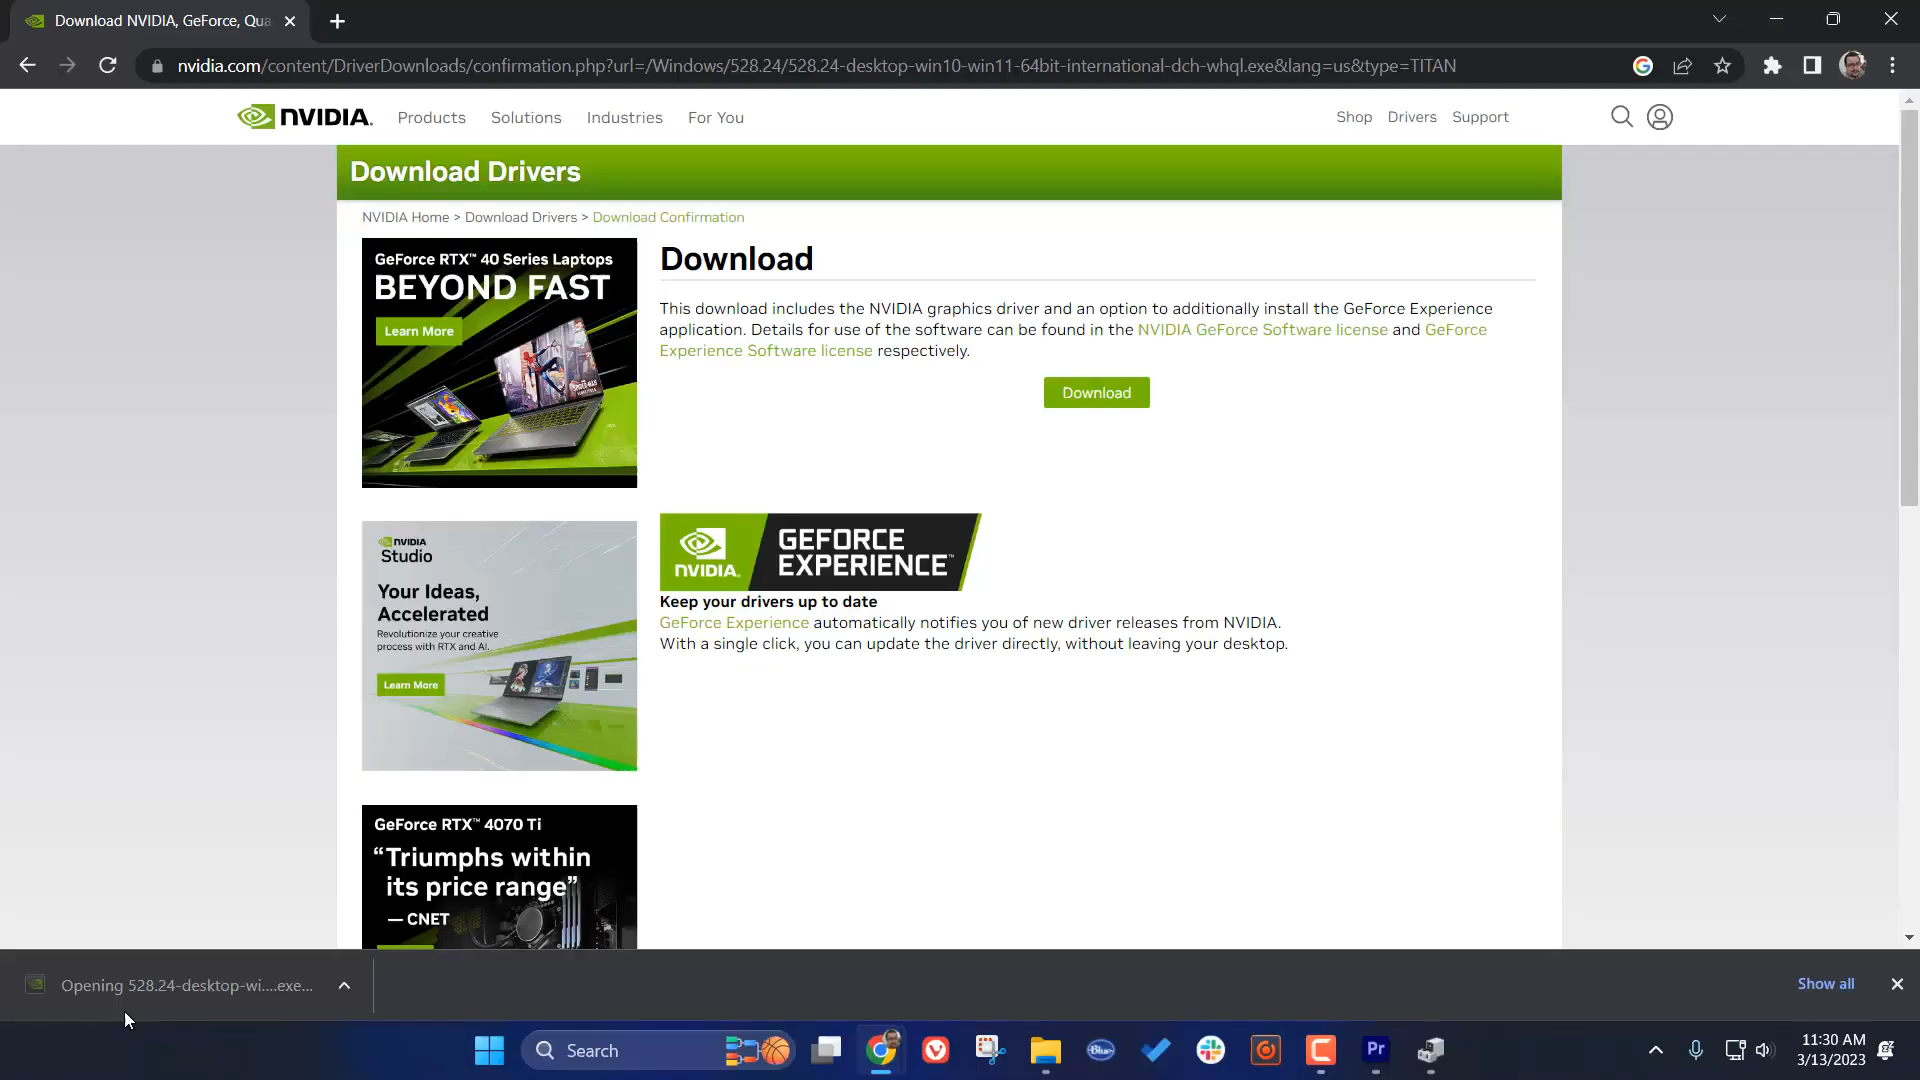 Download NVIDIA, GeForce, Qua
nvidia.com/content/DriverDownloads/confirmation.php?url=/Windows/528.24/528.24-desktop-win10-win11-64bit-international-dch-whql.exe&lang=us&type=TITAN
NVIDIA. Products Solutions Industries For You Shop Drivers Support
Download Drivers
NVIDIA Home > Download Drivers > Download Confirmation
GeForce RTX™ 40 Series Laptops
BEYOND FAST
Learn More
Download
This download includes the NVIDIA graphics driver and an option to additionally install the GeForce Experience
application. Details for use of the software can be found in the NVIDIA GeForce Software license and GeForce
Experience Software license respectively.
Download
NVIDIA
Studio
Your Ideas,
Accelerated
Revolutionize your creative
process with RTX and AI.
Learn More
NVIDIA.
GEFORCE
EXPERIENCE™
Keep your drivers up to date
GeForce Experience automatically notifies you of new driver releases from NVIDIA.
With a single click, you can update the driver directly, without leaving your desktop.
GeForce RTX™ 4070 Ti
“Triumphs within
its price range”
— CNET
Opening 528.24-desktop-wi....exe...
Show all
Search
Blue
Pr
11:30 AM
3/13/2023